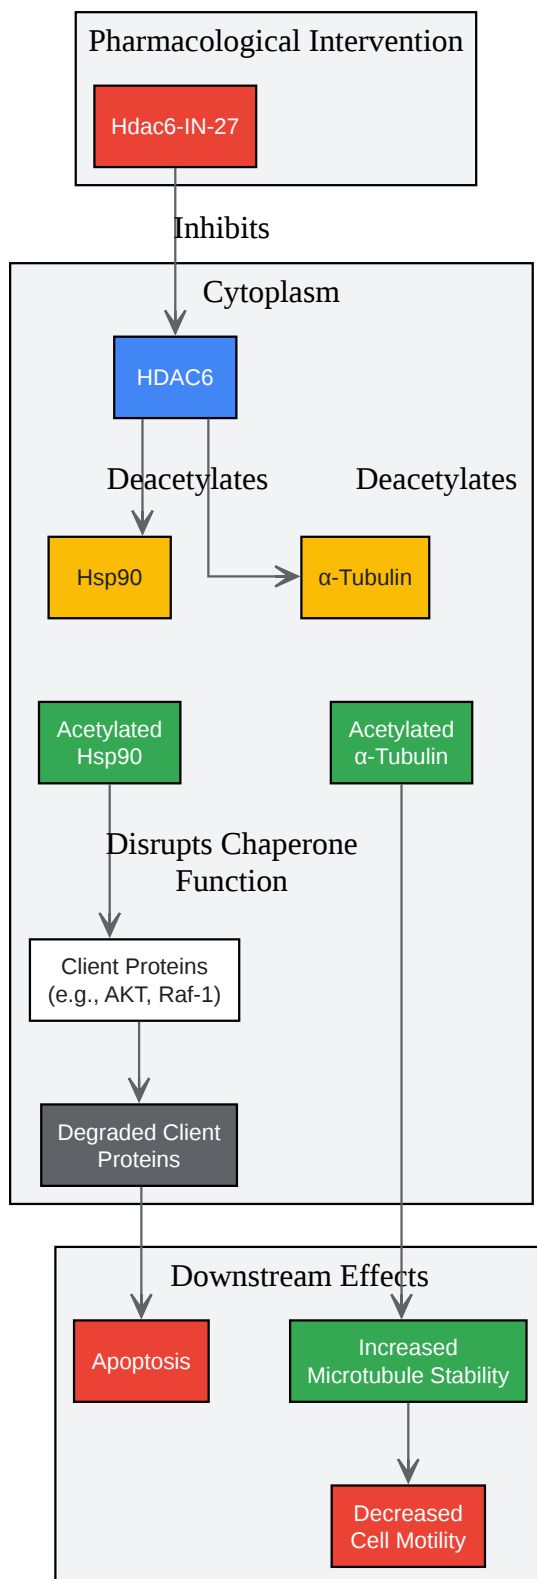 Pharmacological Intervention
Hdac6-IN-27
Inhibits
Cytoplasm
HDAC6
Deacetylates
Deacetylates
Hsp90
α-Tubulin
Acetylated
Hsp90
Acetylated
α-Tubulin
Disrupts Chaperone
Function
Client Proteins
(e.g., AKT, Raf-1)
Degraded Client
Proteins
Downstream Effects
Apoptosis
Increased
Microtubule Stability
Decreased
Cell Motility